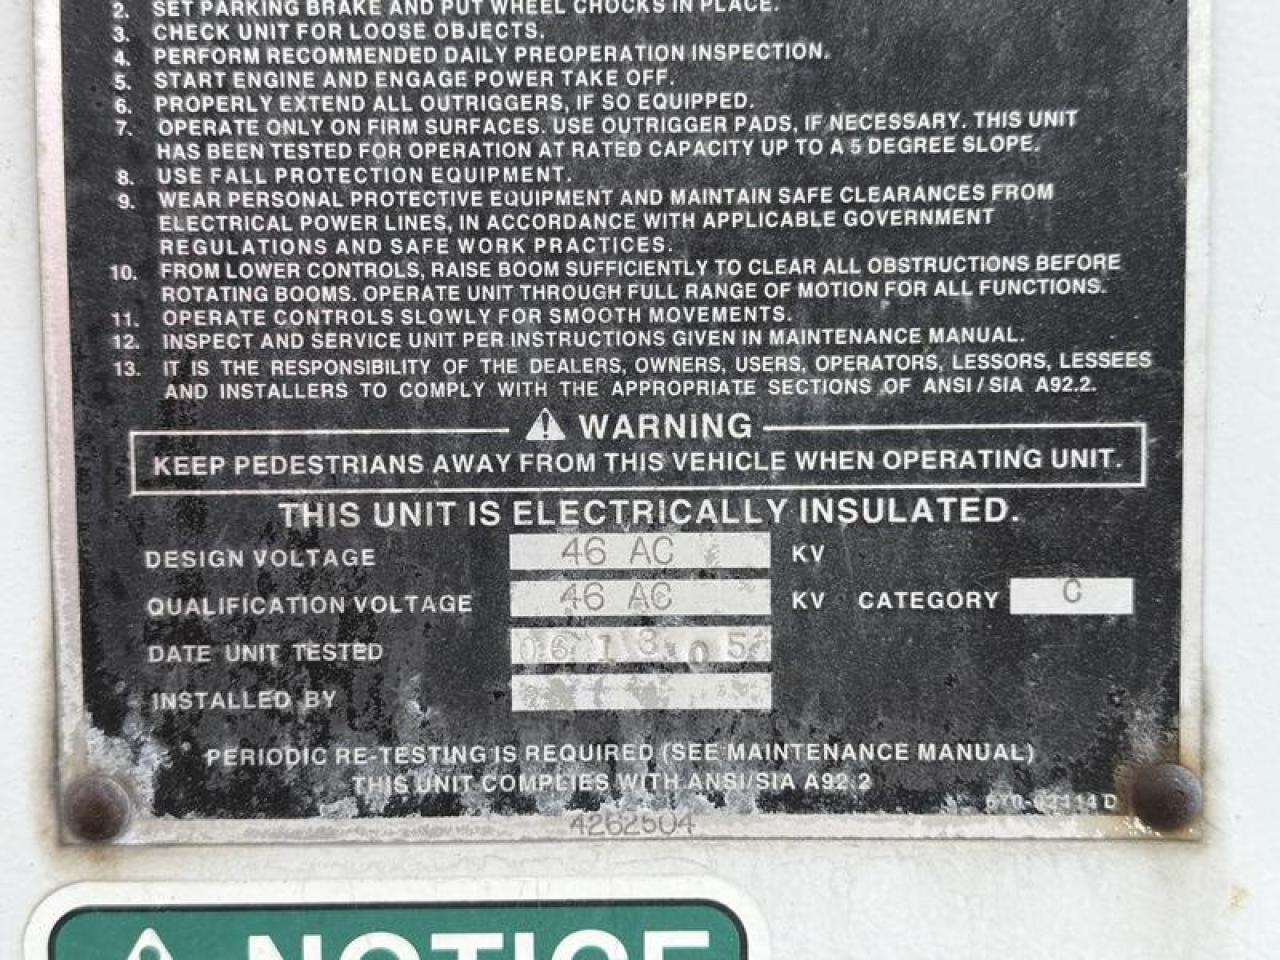 2. SET PARKING BRAKE AND PUT WHEEL CHOCKS IN PLACE.
3. CHECK UNIT FOR LOOSE OBJECTS.
4. PERFORM RECOMMENDED DAILY PREOPERATION INSPECTION.
5. START ENGINE AND ENGAGE POWER TAKE OFF.
6. PROPERLY EXTEND ALL OUTRIGGERS, IF SO EQUIPPED.
7. OPERATE ONLY ON FIRM SURFACES. USE OUTRIGGER PADS, IF NECESSARY. THIS UNIT
HAS BEEN TESTED FOR OPERATION AT RATED CAPACITY UP TO A 5 DEGREE SLOPE.
8. USE FALL PROTECTION EQUIPMENT.
9. WEAR PERSONAL PROTECTIVE EQUIPMENT AND MAINTAIN SAFE CLEARANCES FROM
ELECTRICAL POWER LINES, IN ACCORDANCE WITH APPLICABLE GOVERNMENT
REGULATIONS AND SAFE WORK PRACTICES.
10. FROM LOWER CONTROLS, RAISE BOOM SUFFICIENTLY TO CLEAR ALL OBSTRUCTIONS BEFORE
ROTATING BOOMS. OPERATE UNIT THROUGH FULL RANGE OF MOTION FOR ALL FUNCTIONS.
11. OPERATE CONTROLS SLOWLY FOR SMOOTH MOVEMENTS.
12. INSPECT AND SERVICE UNIT PER INSTRUCTIONS GIVEN IN MAINTENANCE MANUAL.
13. IT IS THE RESPONSIBILITY OF THE DEALERS, OWNERS, USERS, OPERATORS, LESSORS, LESSEES
AND INSTALLERS TO COMPLY WITH THE APPROPRIATE SECTIONS OF ANSI/SIA A92.2.
WARNING
KEEP PEDESTRIANS AWAY FROM THIS VEHICLE WHEN OPERATING UNIT.
THIS UNIT IS ELECTRICALLY INSULATED.
DESIGN VOLTAGE 46 AC KV
QUALIFICATION VOLTAGE 46 AC KV CATEGORY C
DATE UNIT TESTED 06 13 05
INSTALLED BY
PERIODIC RE-TESTING IS REQUIRED (SEE MAINTENANCE MANUAL)
THIS UNIT COMPLIES WITH ANSI/SIA A92.2
4262504
NOTICE